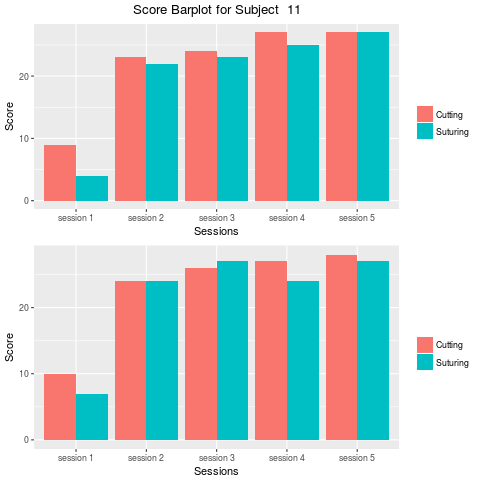 Score Barplot for Subject 11
Score
20
10
0
session 1 session 2 session 3 session 4 session 5
Sessions
Cutting
Suturing
Score
20
10
0
session 1 session 2 session 3 session 4 session 5
Sessions
Cutting
Suturing